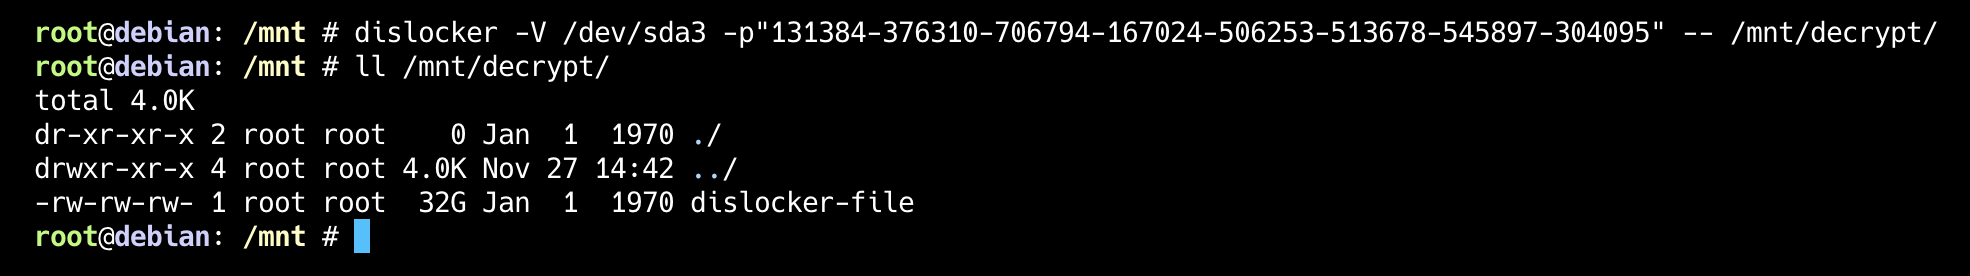 root@debian: /mnt # dislocker -V /dev/sda3 -p"131384-376310-706794-167024-506253-513678-545897-304095" -- /mnt/decrypt/
root@debian: /mnt # ll /mnt/decrypt/
total 4.0K
dr-xr-xr-x 2 root root    0 Jan  1  1970 ./
drwxr-xr-x 4 root root 4.0K Nov 27 14:42 ../
-rw-rw-rw- 1 root root  32G Jan  1  1970 dislocker-file
root@debian: /mnt #